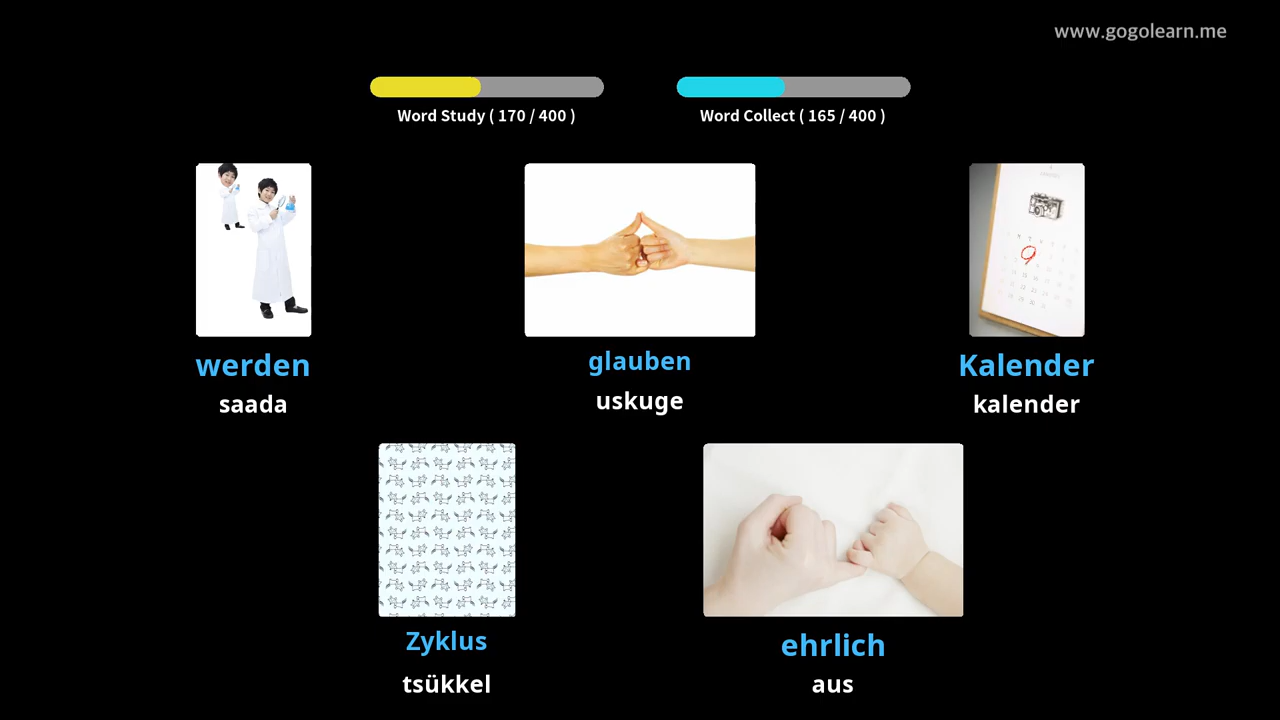 www.gogolearn.me
Word Study ( 170 / 400 )
Word Collect ( 165 / 400 )
werden
saada
glauben
uskuge
Kalender
kalender
Zyklus
tsükkel
ehrlich
aus